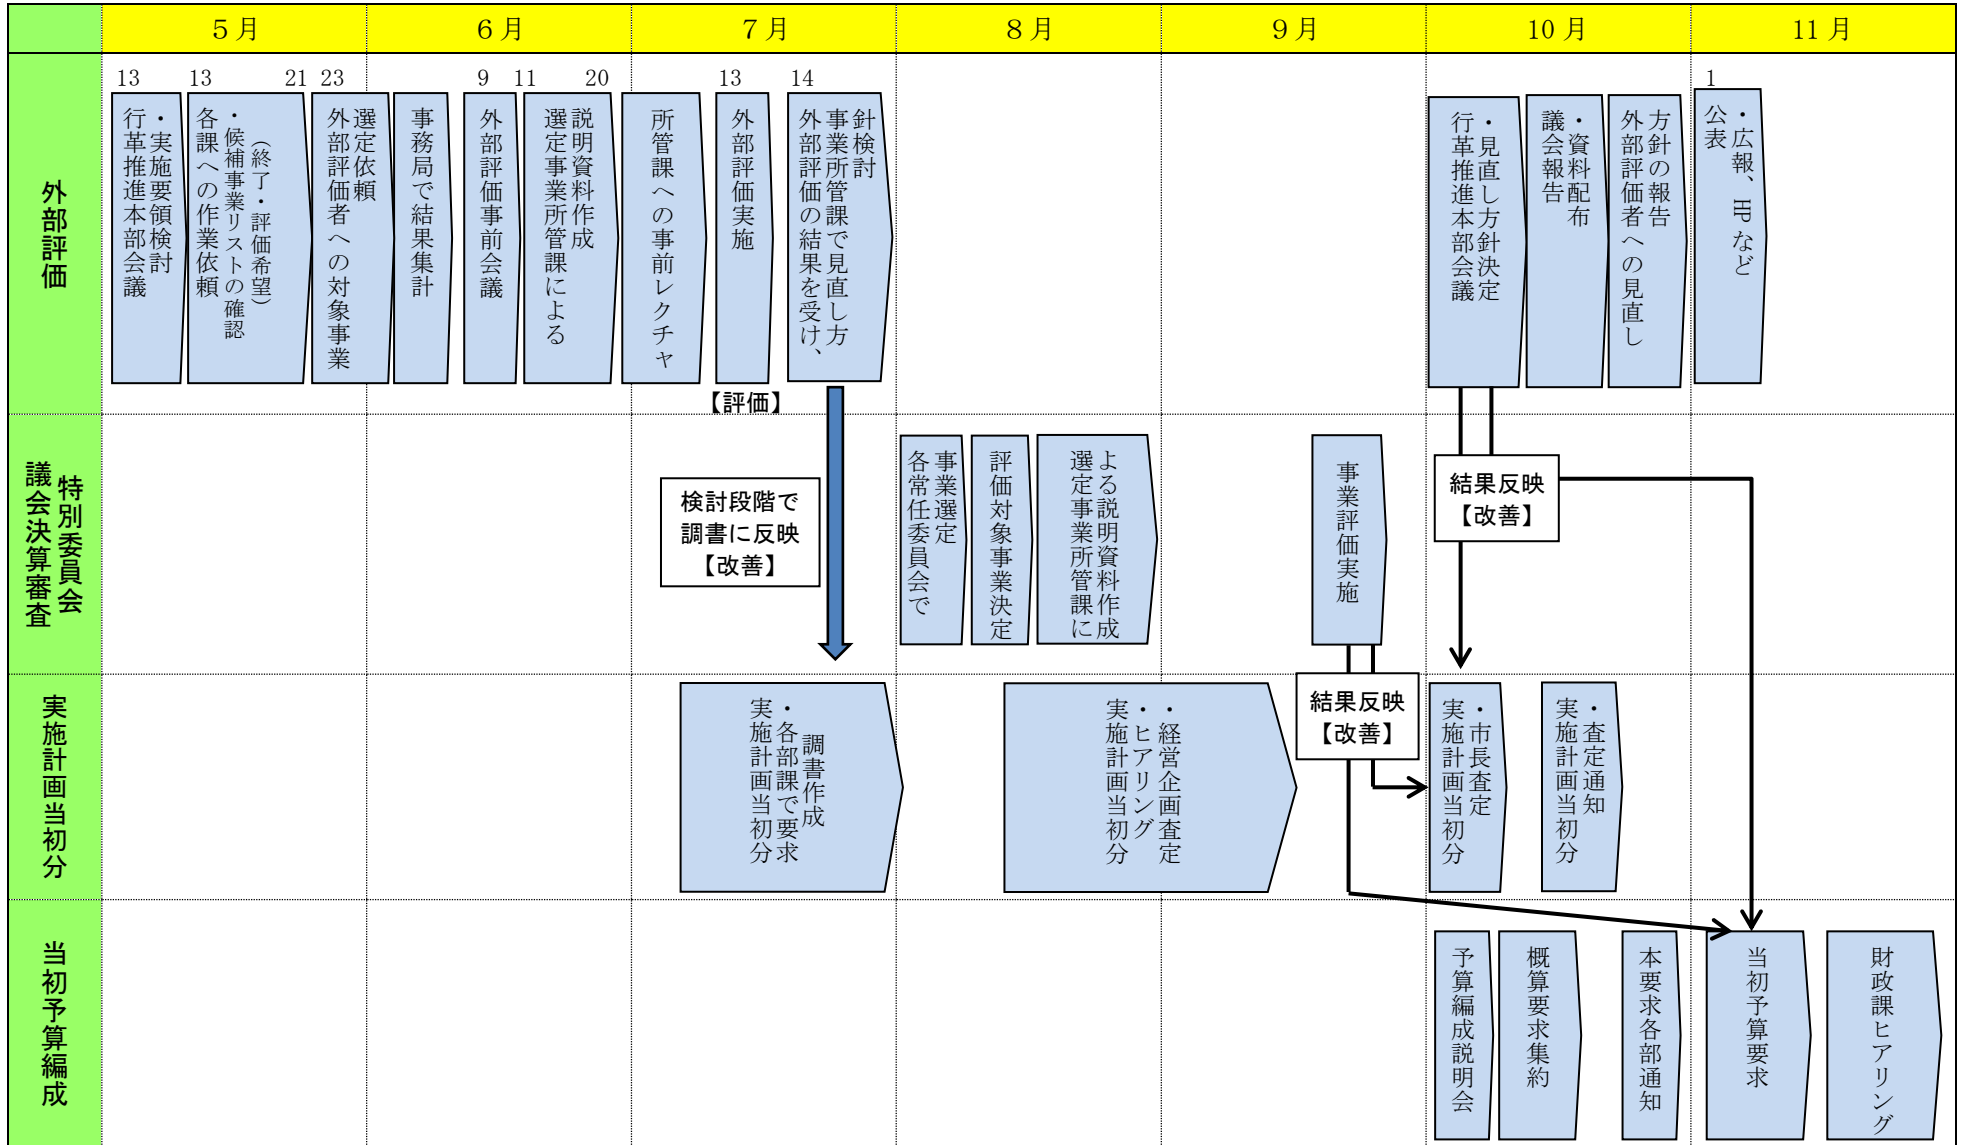 5月
6月
7月
8月
9月
10月
11月
外部評価
13
13
21
23
9
11
20
13
14
1
行革推進本部会議
・実施要領検討
各課への作業依頼
・候補事業リストの確認
(終了・評価希望)
外部評価者への対象事業
選定依頼
事務局で結果集計
外部評価事前会議
選定事業所管課による
説明資料作成
所管課への事前レクチャ
外部評価実施
外部評価の結果を受け、
事業所管課で見直し方
針検討
行革推進本部会議
・見直し方針決定
議会報告
・資料配布
外部評価者への見直し
方針の報告
公表
・広報、HPなど
【評価】
議会決算審査
特別委員会
検討段階で
調書に反映
【改善】
各常任委員会で
事業選定
評価対象事業決定
選定事業所管課に
よる説明資料作成
事業評価実施
結果反映
【改善】
実施計画当初分
実施計画当初分
・各部課で要求
調書作成
実施計画当初分
・ヒアリング
・経営企画査定
結果反映
【改善】
実施計画当初分
・市長査定
実施計画当初分
・査定通知
当初予算編成
予算編成説明会
概算要求集約
本要求各部通知
当初予算要求
財政課ヒアリング